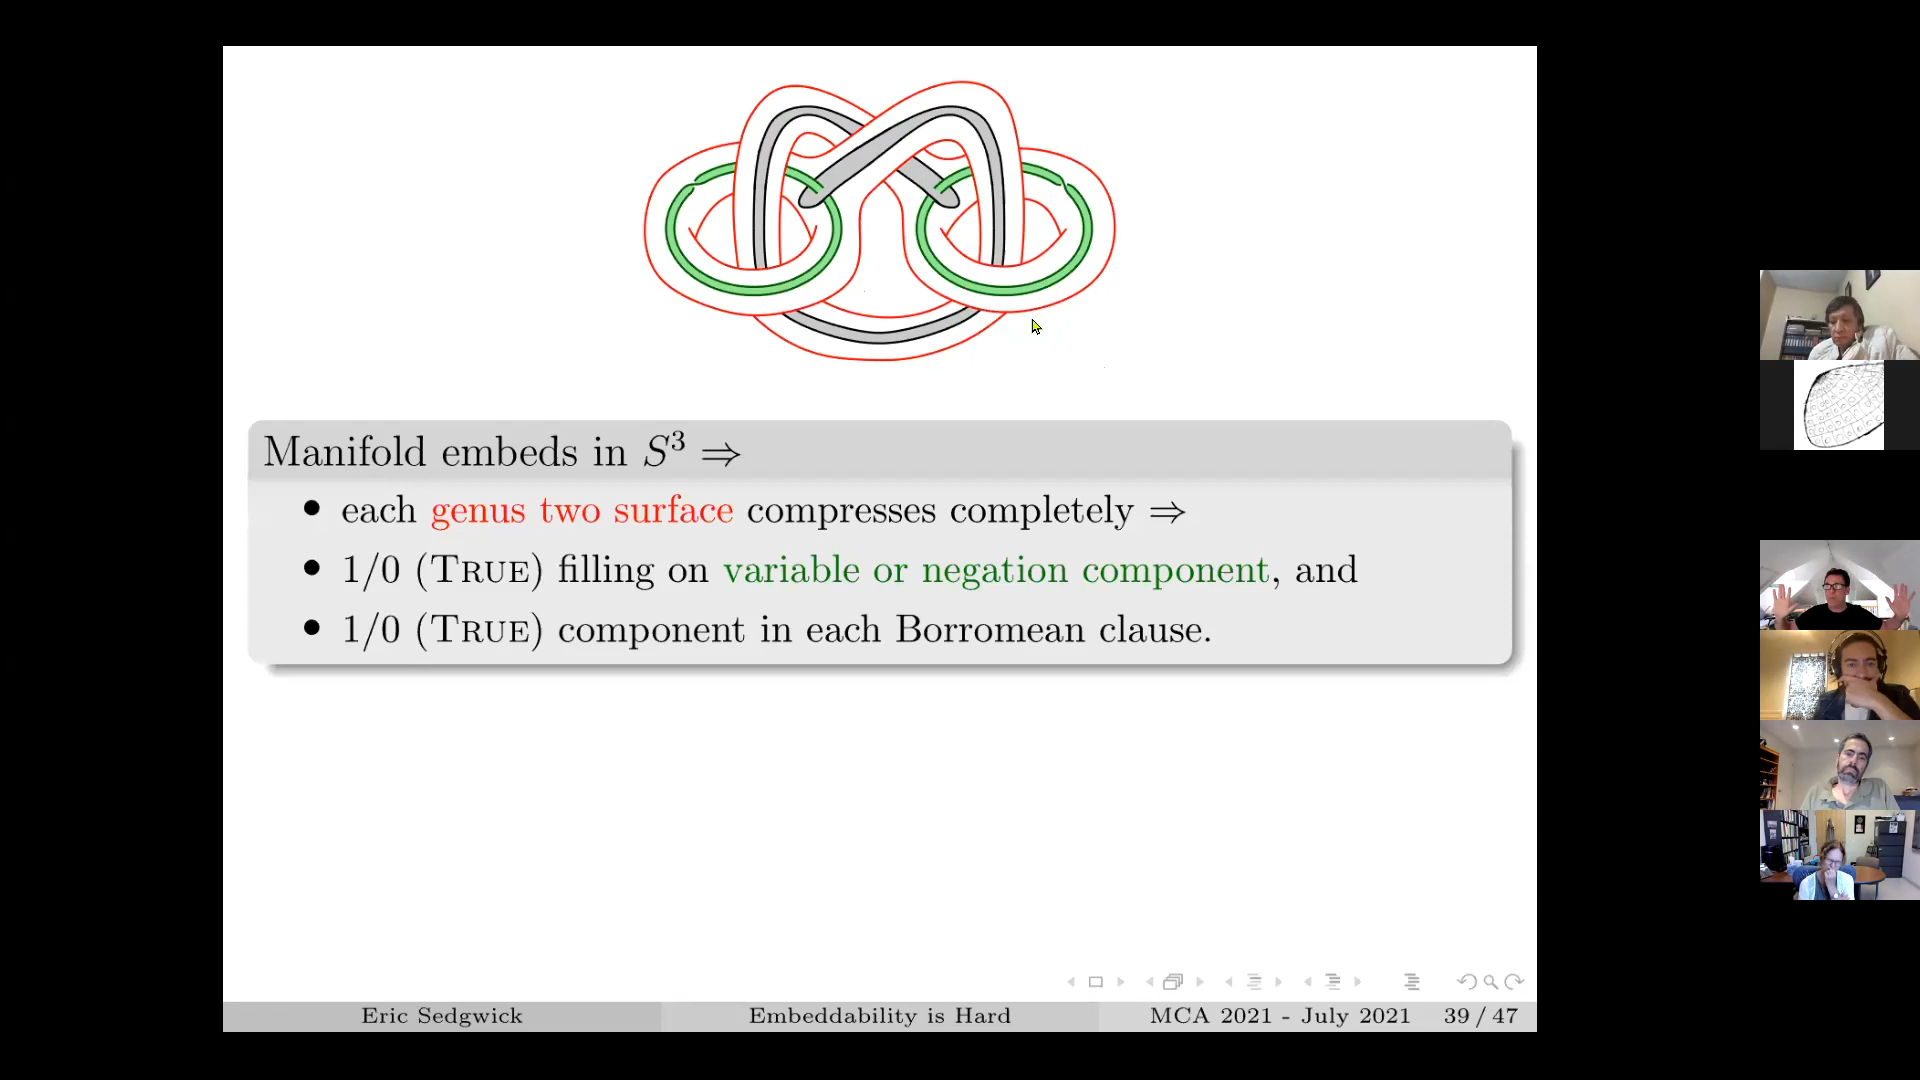 Manifold embeds in S³ ⇒
• each genus two surface compresses completely ⇒
• 1/0 (TRUE) filling on variable or negation component, and
• 1/0 (TRUE) component in each Borromean clause.
Eric Sedgwick Embeddability is Hard MCA 2021 - July 2021 39 / 47